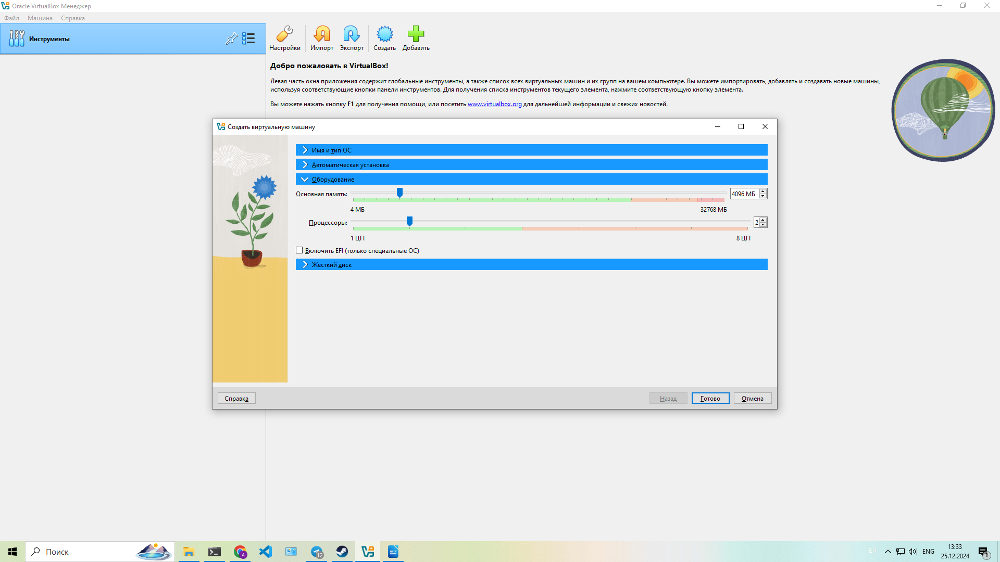 Oracle VirtualBox Менеджер
Файл Машина Справка
Инструменты
Настройки Импорт Экспорт Создать Добавить
Добро пожаловать в VirtualBox!
Левая часть окна приложения содержит глобальные инструменты, а также список всех виртуальных машин и их групп на вашем компьютере. Вы можете импортировать, добавлять и создавать новые машины,
используя соответствующие кнопки панели инструментов. Для получения списка инструментов текущего элемента, нажмите соответствующую кнопку элемента.
Вы можете нажать кнопку F1 для получения помощи, или посетить www.virtualbox.org для дальнейшей информации и свежих новостей.
Создать виртуальную машину
Имя и тип ОС
Автоматическая установка
Оборудование
Основная память: 4096 МБ
4 МБ 32768 МБ
Процессоры: 2
1 ЦП 8 ЦП
Включить EFI (только специальные ОС)
Жёсткий диск
Справка Назад Готово Отмена
Поиск
A
12
EN
ENG
13:33
25.12.2024
1